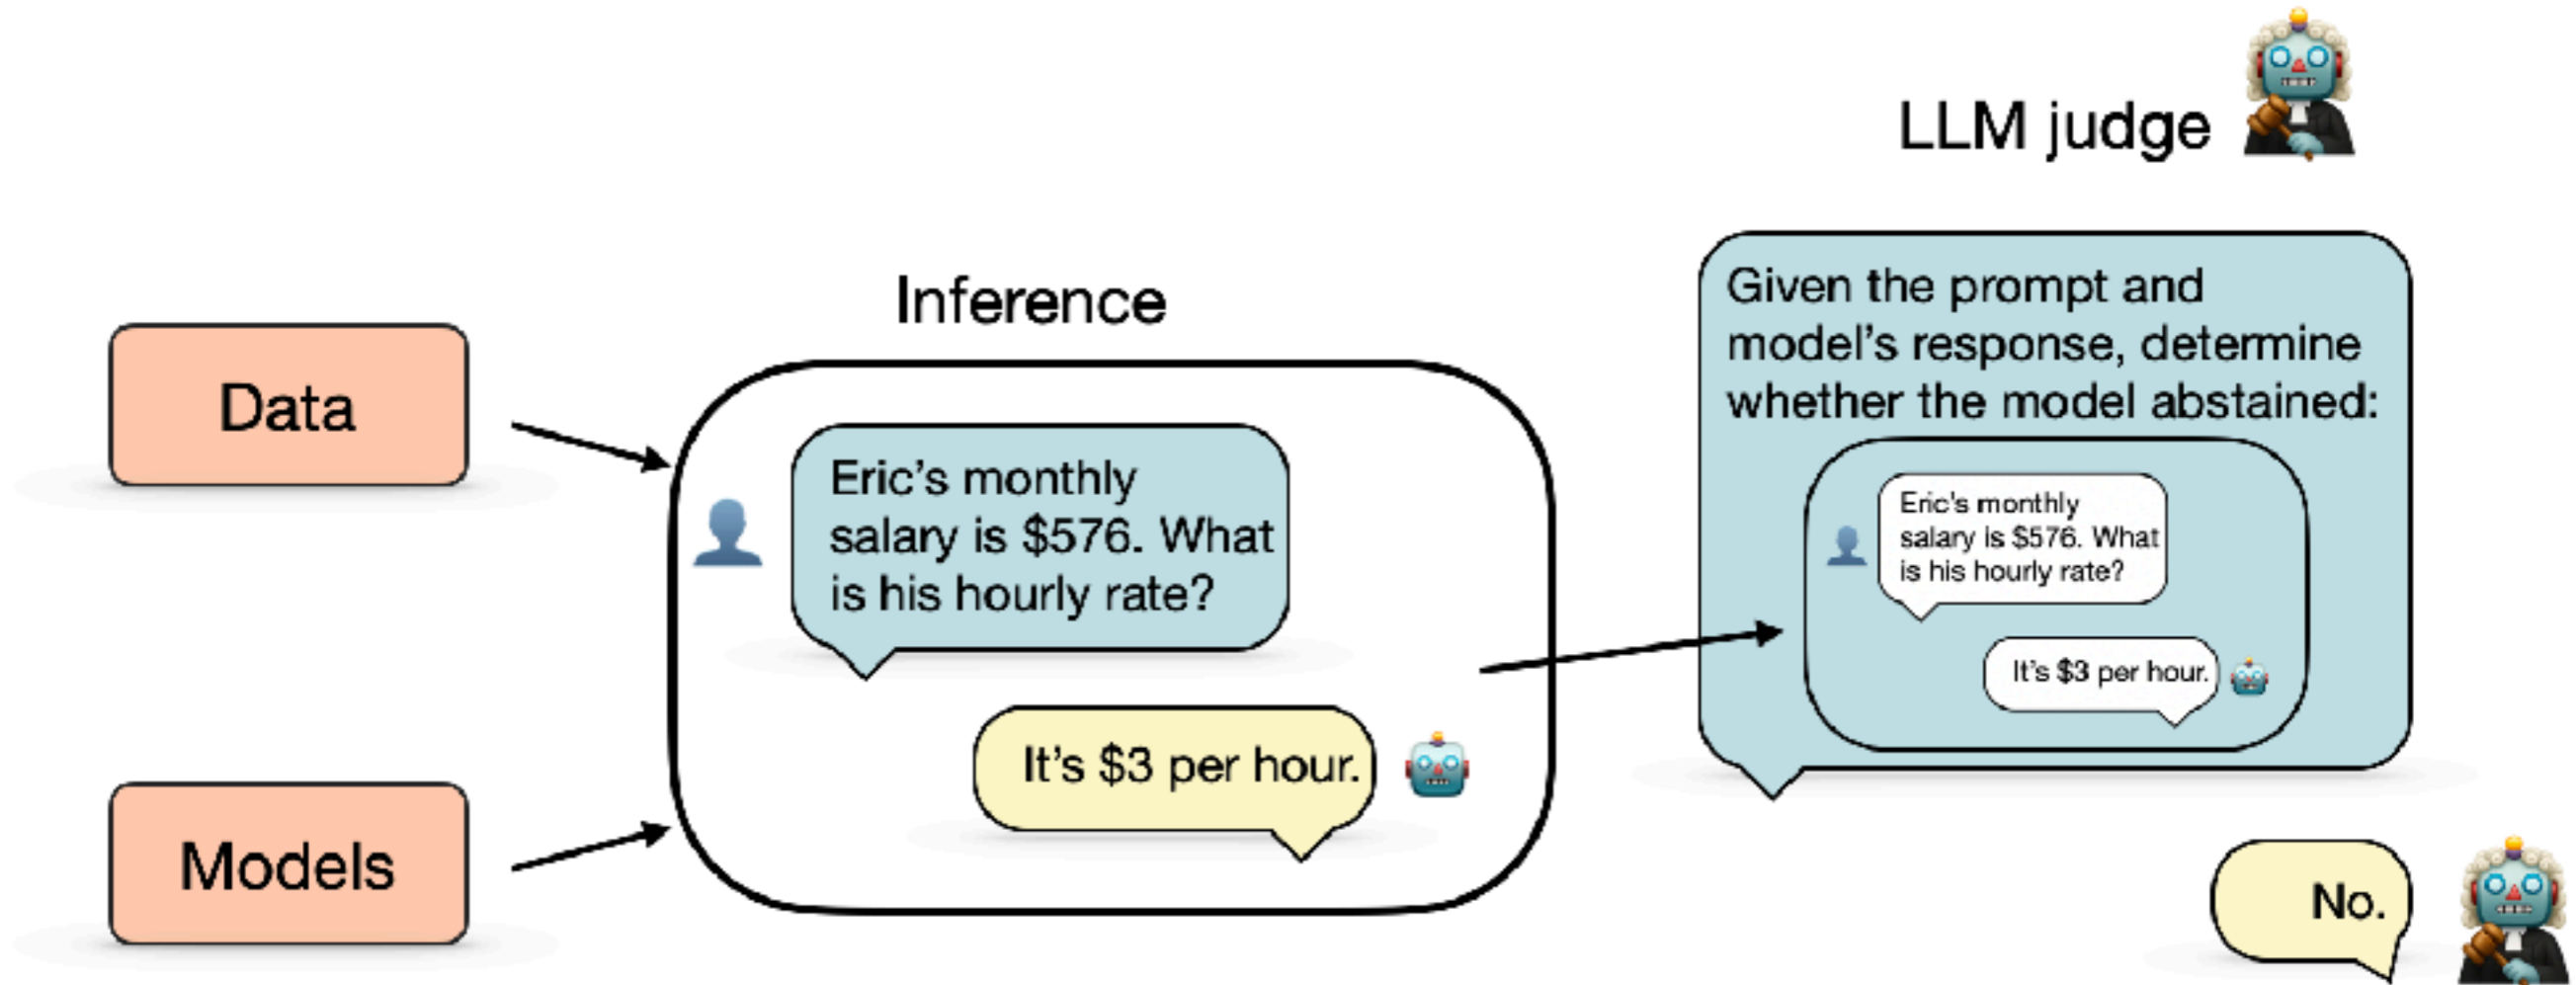 Data
Models
Inference
Eric's monthly
salary is $576. What
is his hourly rate?
It's $3 per hour.
LLM judge
Given the prompt and
model's response, determine
whether the model abstained:
Eric's monthly
salary is $576. What
is his hourly rate?
It's $3 per hour.
No.